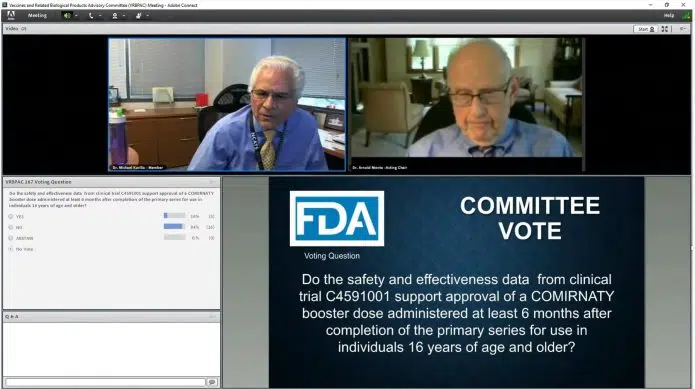 Vaccines and Related Biological Products Advisory Committee (VRBPAC) Meeting - Adobe Connect
Meeting
Help
Video
Start
Dr. Michael Kurilla - Member
Dr. Arnold Monto - Acting Chair
VRBPAC 167 Voting Question
Do the safety and effectiveness data from clinical trial C4591001 support approval of a COMIRNATY
booster dose administered at least 6 months after completion of the primary series for use in
individuals 16 years of age and older?
YES
NO
ABSTAIN
0% (0)
No Vote
Q & A
FDA
Voting Question
COMMITTEE
VOTE
Do the safety and effectiveness data from clinical
trial C4591001 support approval of a COMIRNATY
booster dose administered at least 6 months after
completion of the primary series for use in
individuals 16 years of age and older?